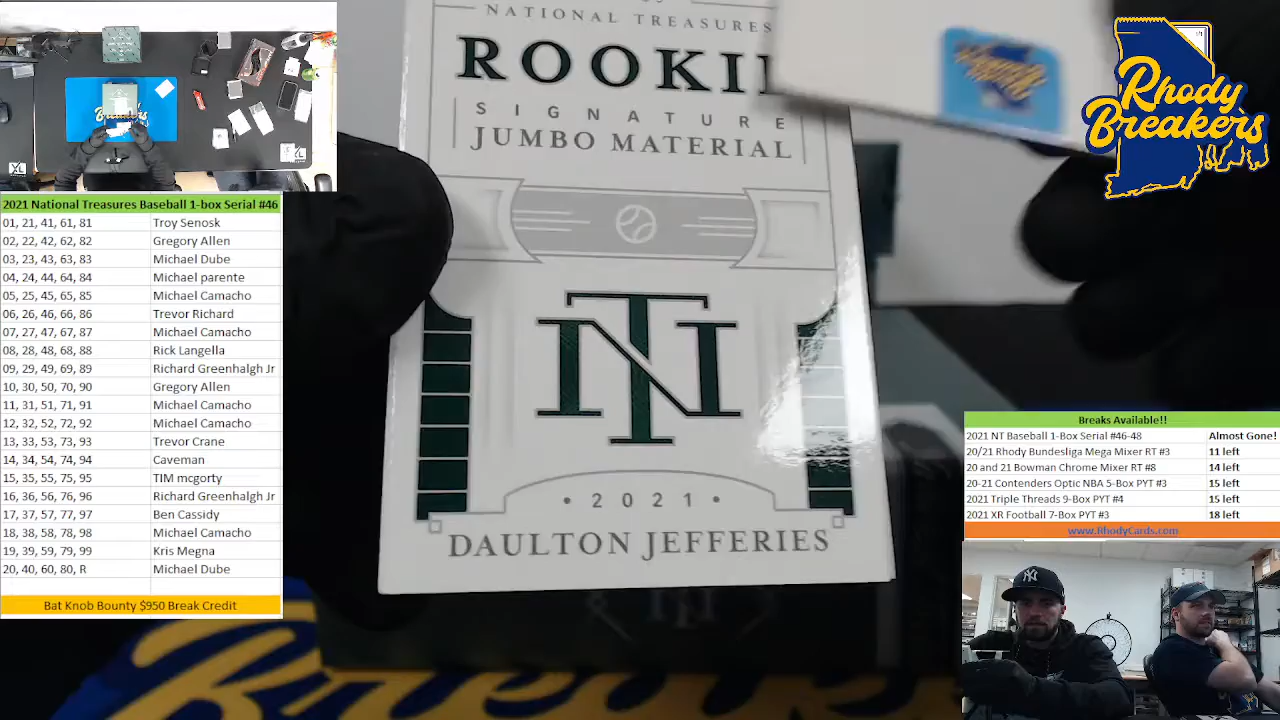 NATIONAL TREASURES
ROOKI
SIGNATURE
JUMBO MATERIAL
NT
• 2021 •
DAULTON JEFFERIES
Rhody
Breakers
2021 National Treasures Baseball 1-box Serial #46
01, 21, 41, 61, 81 Troy Senosk
02, 22, 42, 62, 82 Gregory Allen
03, 23, 43, 63, 83 Michael Dube
04, 24, 44, 64, 84 Michael parente
05, 25, 45, 65, 85 Michael Camacho
06, 26, 46, 66, 86 Trevor Richard
07, 27, 47, 67, 87 Michael Camacho
08, 28, 48, 68, 88 Rick Langella
09, 29, 49, 69, 89 Richard Greenhalgh Jr
10, 30, 50, 70, 90 Gregory Allen
11, 31, 51, 71, 91 Michael Camacho
12, 32, 52, 72, 92 Michael Camacho
13, 33, 53, 73, 93 Trevor Crane
14, 34, 54, 74, 94 Caveman
15, 35, 55, 75, 95 TIM mcgorty
16, 36, 56, 76, 96 Richard Greenhalgh Jr
17, 37, 57, 77, 97 Ben Cassidy
18, 38, 58, 78, 98 Michael Camacho
19, 39, 59, 79, 99 Kris Megna
20, 40, 60, 80, R Michael Dube
Bat Knob Bounty $950 Break Credit
Breaks Available!!
2021 NT Baseball 1-Box Serial #46-48 Almost Gone!
20/21 Rhody Bundesliga Mega Mixer RT #3 11 left
20 and 21 Bowman Chrome Mixer RT #8 14 left
20-21 Contenders Optic NBA 5-Box PYT #3 15 left
2021 Triple Threads 9-Box PYT #4 15 left
2021 XR Football 7-Box PYT #3 18 left
www.RhodyCards.com